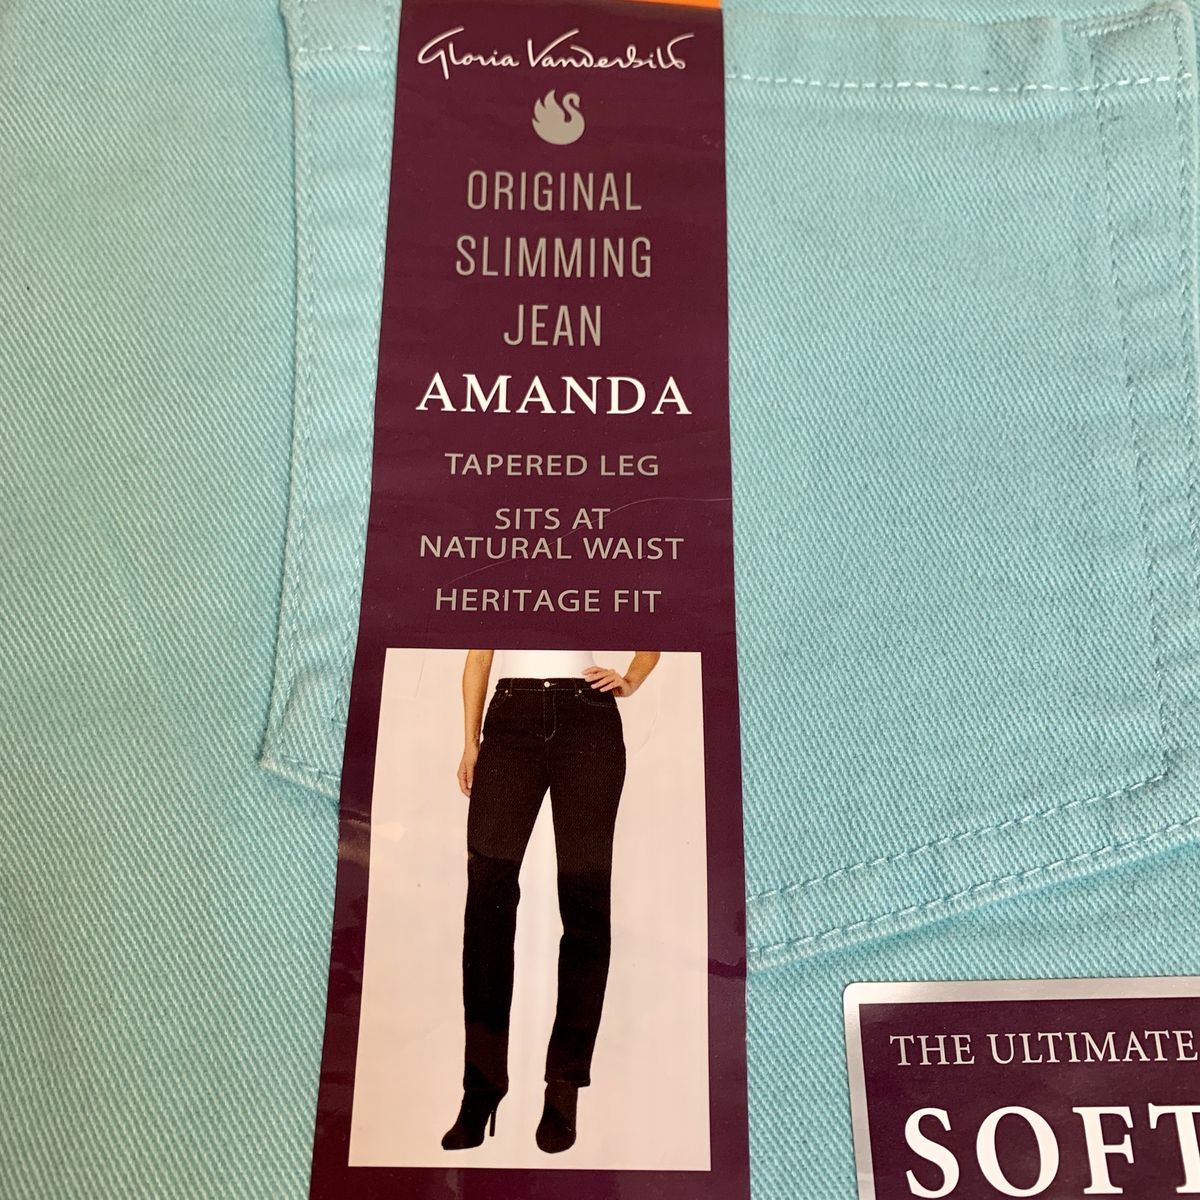 Gloria Vanderbilt
ORIGINAL
SLIMMING
JEAN
AMANDA
TAPERED LEG
SITS AT
NATURAL WAIST
HERITAGE FIT
THE ULTIMATE
SOFT